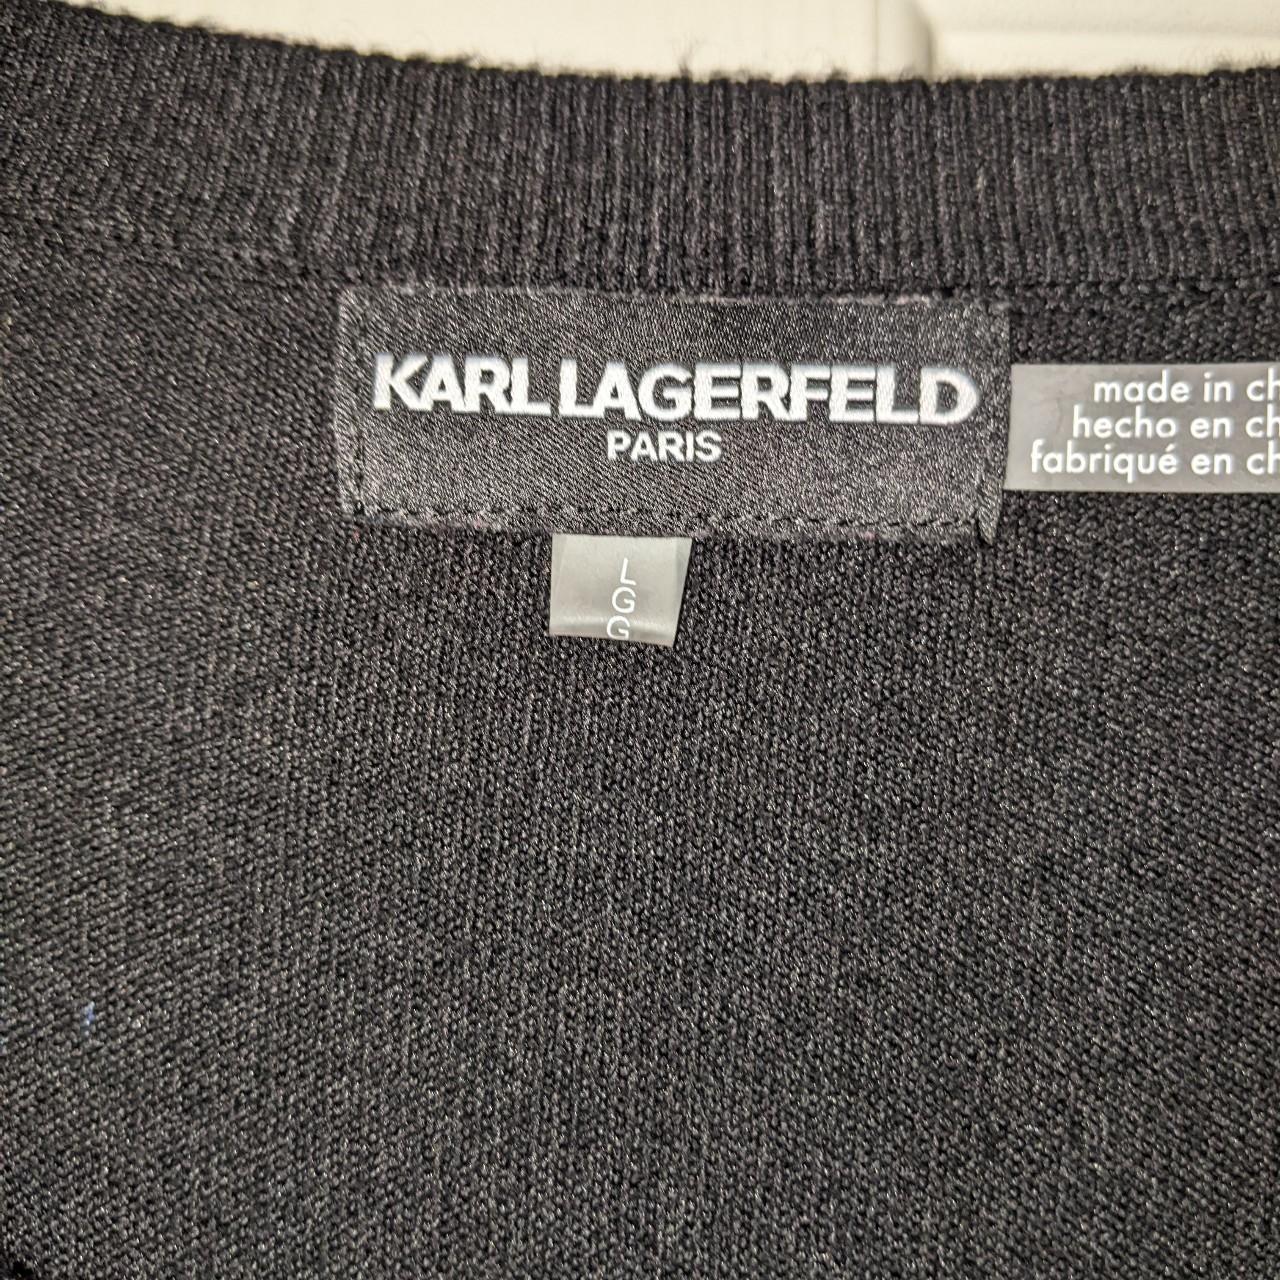 KARL LAGERFELD
PARIS
made in ch
hecho en ch
fabriqué en ch
L
G
G